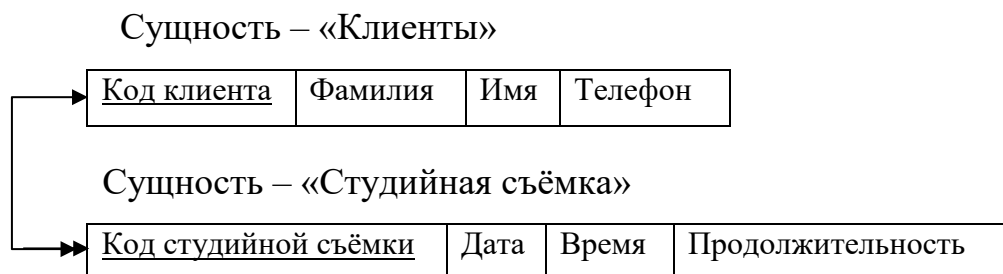 Сущность – «Клиенты»
Код клиента Фамилия Имя Телефон
Сущность – «Студийная съёмка»
Код студийной съёмки Дата Время Продолжительность